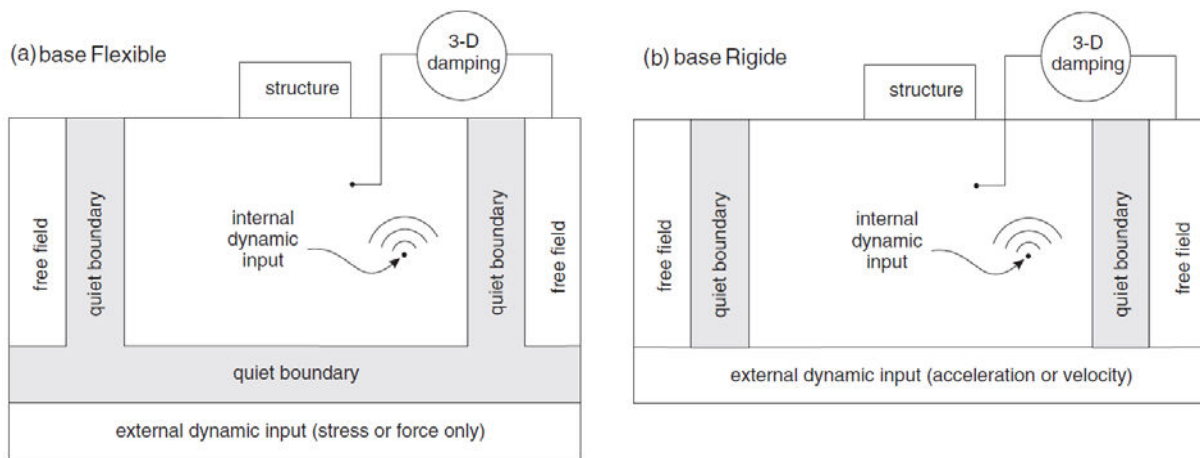 (a) base Flexible
3-D
damping
structure
free field
quiet boundary
internal
dynamic
input
quiet boundary
free field
quiet boundary
external dynamic input (stress or force only)
(b) base Rigide
3-D
damping
structure
free field
quiet boundary
internal
dynamic
input
quiet boundary
free field
external dynamic input (acceleration or velocity)